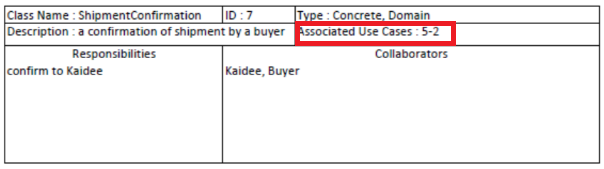 Class Name : ShipmentConfirmation ID : 7 Type : Concrete, Domain
Description : a confirmation of shipment by a buyer Associated Use Cases : 5-2
Responsibilities Collaborators
confirm to Kaidee Kaidee, Buyer